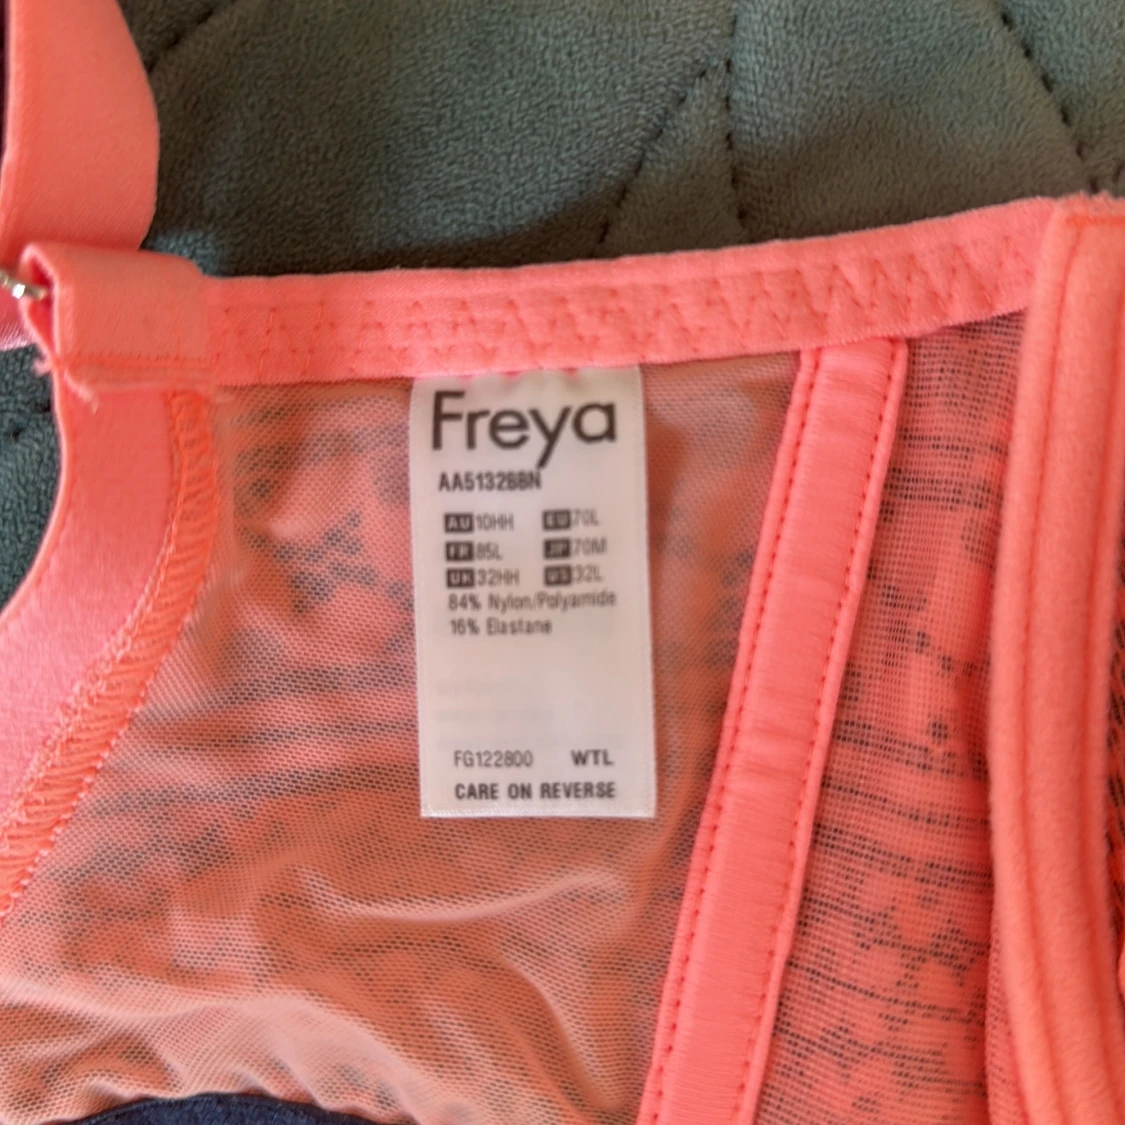 Freya
AA5132BBN
AU 10HH EU 70L
FR 85L JP 70M
UK 32HH US 32L
84% Nylon/Polyamide
16% Elastane
FG122800 WTL
CARE ON REVERSE